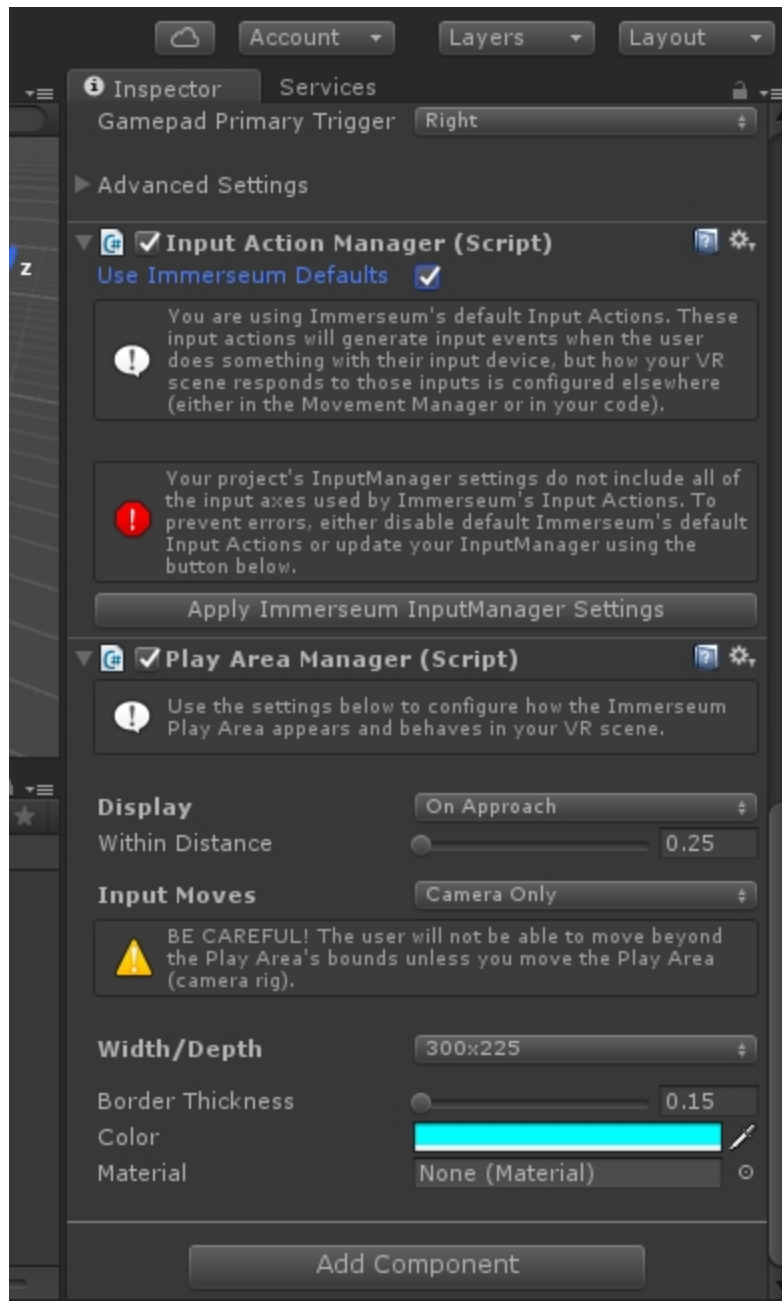 Account Layers Layout
Inspector Services
Gamepad Primary Trigger Right
Advanced Settings
Input Action Manager (Script)
z
Use Immerseum Defaults
You are using Immerseum's default Input Actions. These
input actions will generate input events when the user
does something with their input device, but how your VR
scene responds to those inputs is configured elsewhere
(either in the Movement Manager or in your code).
Your project's InputManager settings do not include all of
the input axes used by Immerseum's Input Actions. To
prevent errors, either disable default Immerseum's default
Input Actions or update your InputManager using the
button below.
Apply Immerseum InputManager Settings
Play Area Manager (Script)
Use the settings below to configure how the Immerseum
Play Area appears and behaves in your VR scene.
Display On Approach
Within Distance 0.25
Input Moves Camera Only
BE CAREFUL! The user will not be able to move beyond
the Play Area's bounds unless you move the Play Area
(camera rig).
Width/Depth 300x225
Border Thickness 0.15
Color
Material None (Material)
Add Component